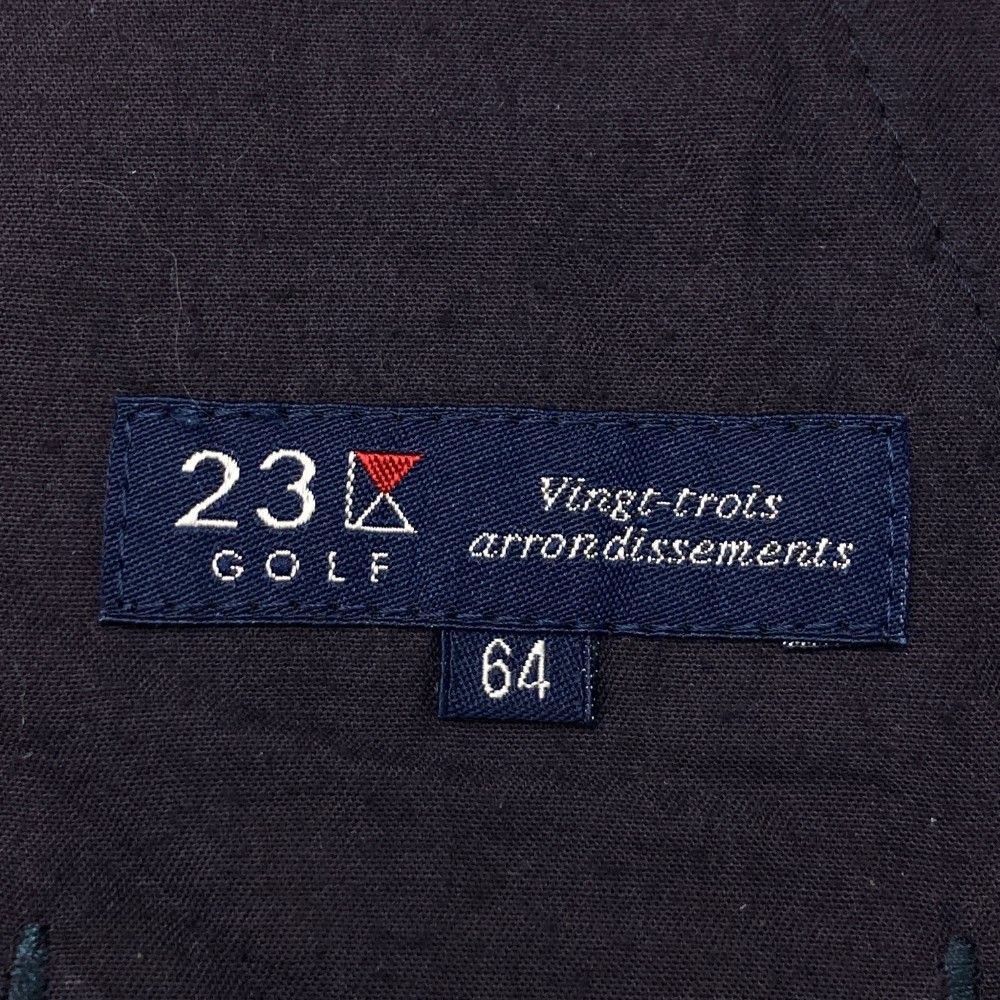 23
GOLF
Vingt-trois
arrondissements
64